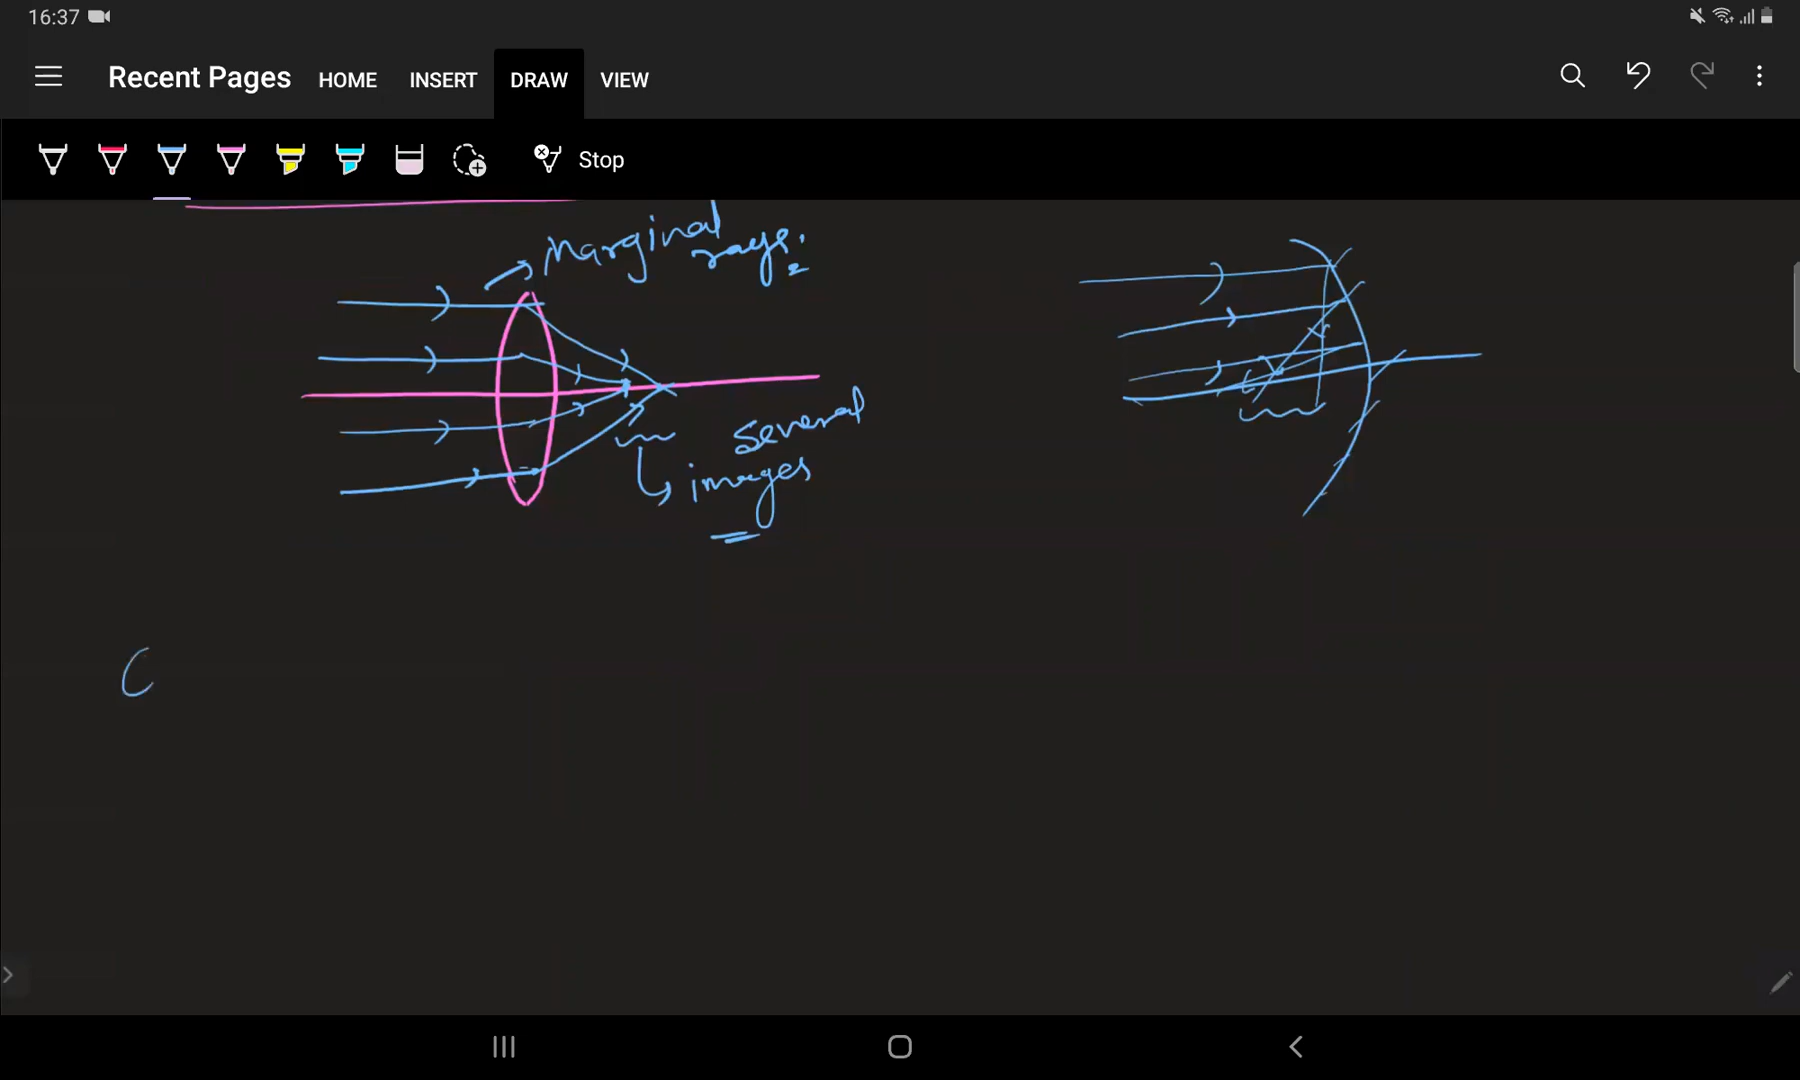 16:37
Recent Pages HOME INSERT DRAW VIEW
Stop
Marginal
rays.
several
images
C